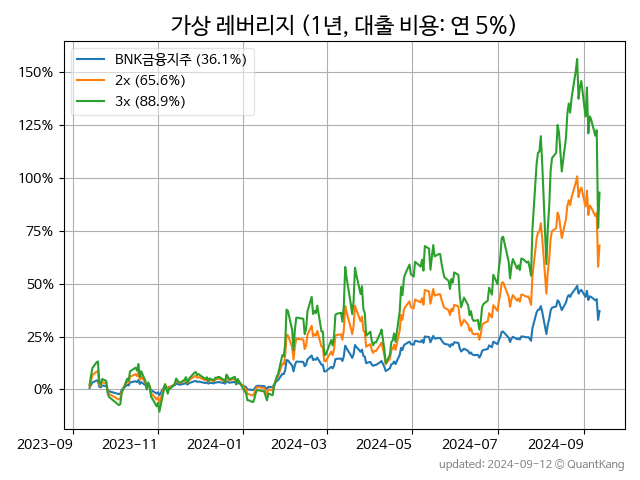 가상 레버리지 (1년, 대출 비용: 연 5%)
BNK금융지주 (36.1%)
2x (65.6%)
3x (88.9%)
150%
125%
100%
75%
50%
25%
0%
2023-09 2023-11 2024-01 2024-03 2024-05 2024-07 2024-09
updated: 2024-09-12 © QuantKang